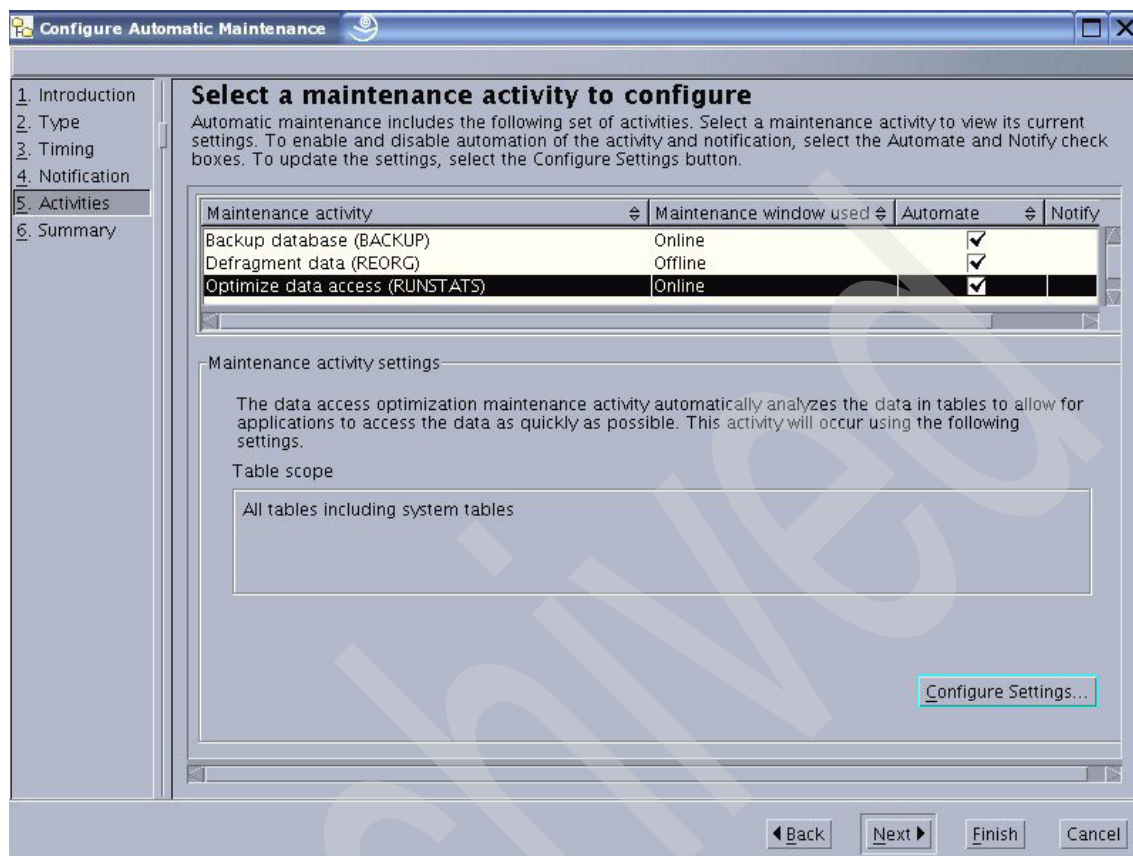 Configure Automatic Maintenance
1. Introduction
2. Type
3. Timing
4. Notification
5. Activities
6. Summary
Select a maintenance activity to configure
Automatic maintenance includes the following set of activities. Select a maintenance activity to view its current
settings. To enable and disable automation of the activity and notification, select the Automate and Notify check
boxes. To update the settings, select the Configure Settings button.
Maintenance activity Maintenance window used Automate Notify
Backup database (BACKUP) Online
Defragment data (REORG) Offline
Optimize data access (RUNSTATS) Online
Maintenance activity settings
The data access optimization maintenance activity automatically analyzes the data in tables to allow for
applications to access the data as quickly as possible. This activity will occur using the following
settings.
Table scope
All tables including system tables
Configure Settings...
Back Next Finish Cancel